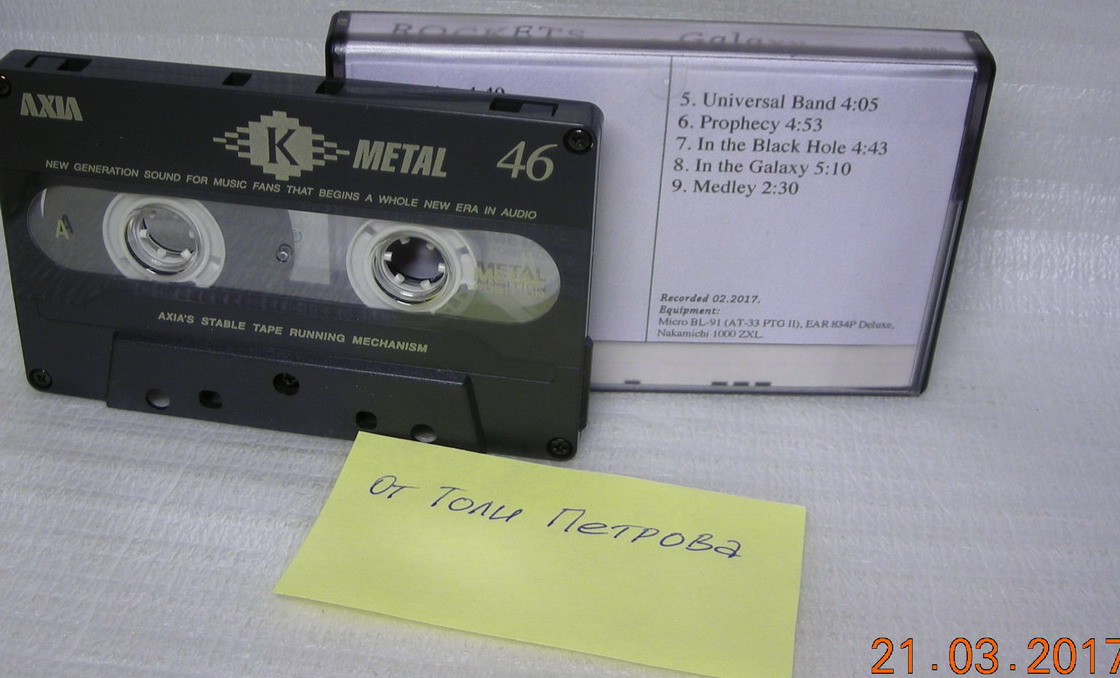 ROCKETS Galaxy
AXIA
K METAL 46
NEW GENERATION SOUND FOR MUSIC FANS THAT BEGINS A WHOLE NEW ERA IN AUDIO
A
METAL
AXIA'S STABLE TAPE RUNNING MECHANISM
5. Universal Band 4:05
6. Prophecy 4:53
7. In the Black Hole 4:43
8. In the Galaxy 5:10
9. Medley 2:30
Recorded 02.2017.
Equipment:
Micro BL-91 (AT-33 PTG II), EAR 834P Deluxe,
Nakamichi 1000 ZXL.
От Толи Петрова
21.03.2017